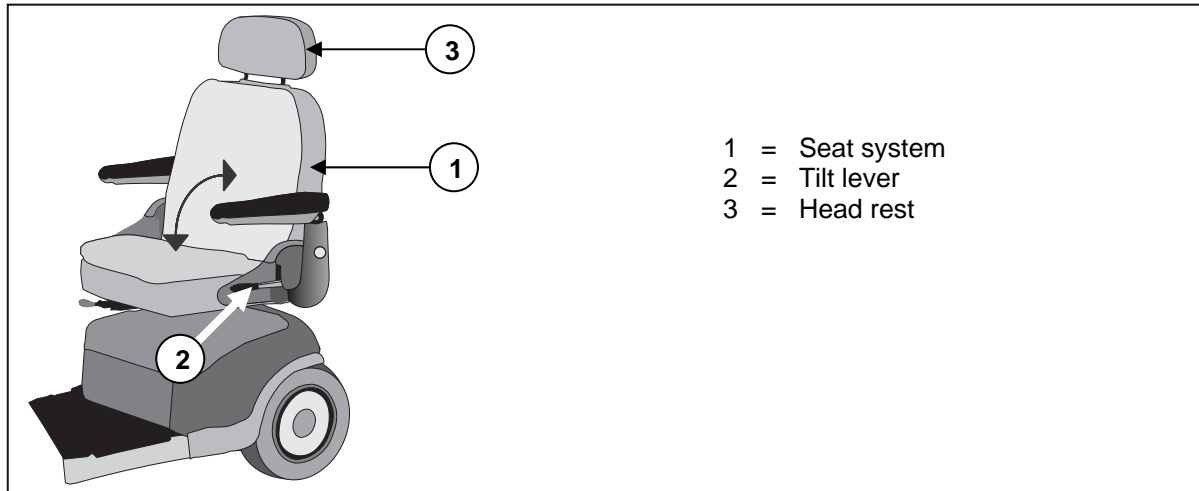 3
1
2
1 = Seat system
2 = Tilt lever
3 = Head rest